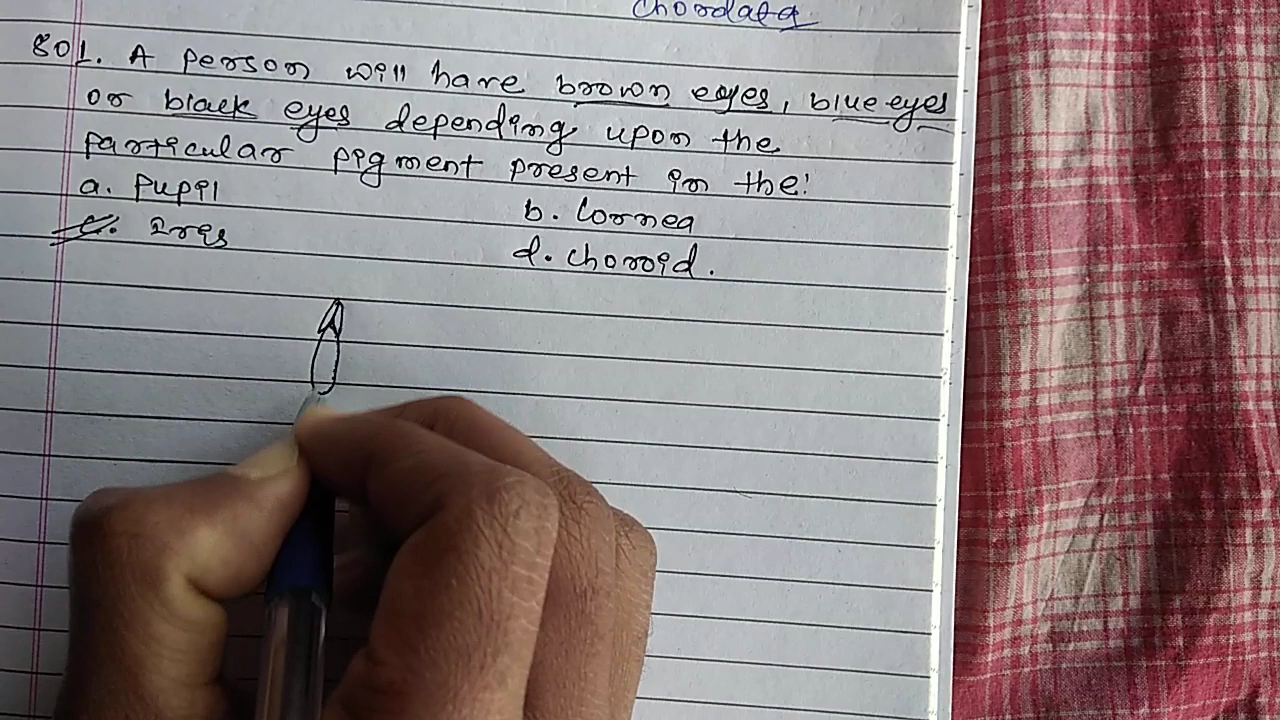 Chordata
801. A person will have brown eyes, blue eyes
or black eyes depending upon the
particular pigment present in the:
a. Pupil
b. Cornea
c. Iris
d. choroid.